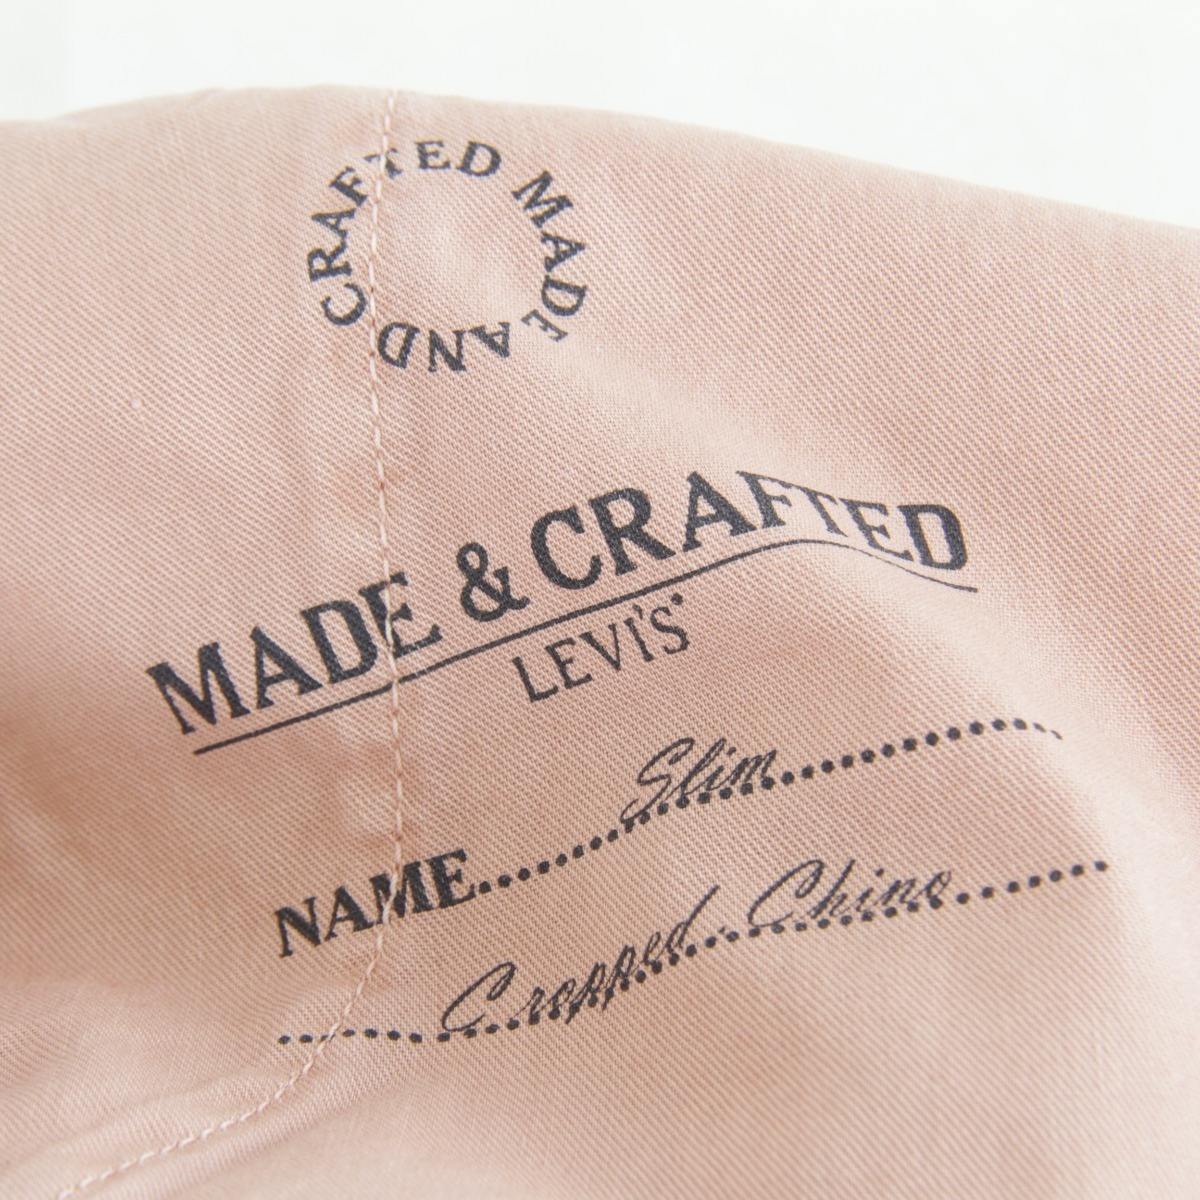 CRAFTED MADE AND
MADE & CRAFTED
LEVI'S
NAME Slim
Cropped Chino